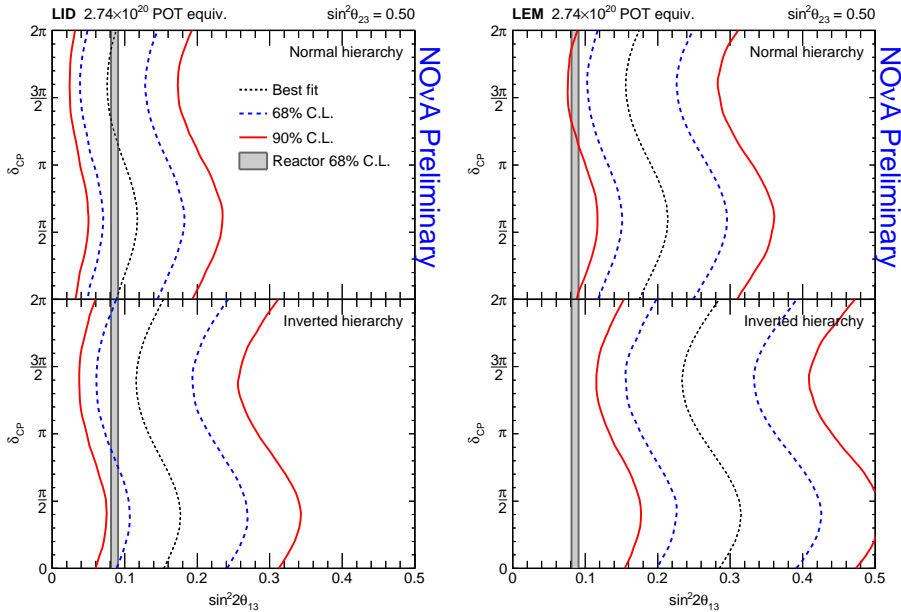 LID 2.74×10²⁰ POT equiv. sin²θ₂₃ = 0.50
Normal hierarchy
Best fit
68% C.L.
90% C.L.
Reactor 68% C.L.
NOνA Preliminary
2π
3π/2
π
π/2
δCP
Inverted hierarchy
2π
3π/2
π
π/2
0
δCP
0 0.1 0.2 0.3 0.4 0.5
sin²2θ₁₃
LEM 2.74×10²⁰ POT equiv. sin²θ₂₃ = 0.50
Normal hierarchy
NOνA Preliminary
2π
3π/2
π
π/2
δCP
Inverted hierarchy
2π
3π/2
π
π/2
0
δCP
0 0.1 0.2 0.3 0.4 0.5
sin²2θ₁₃